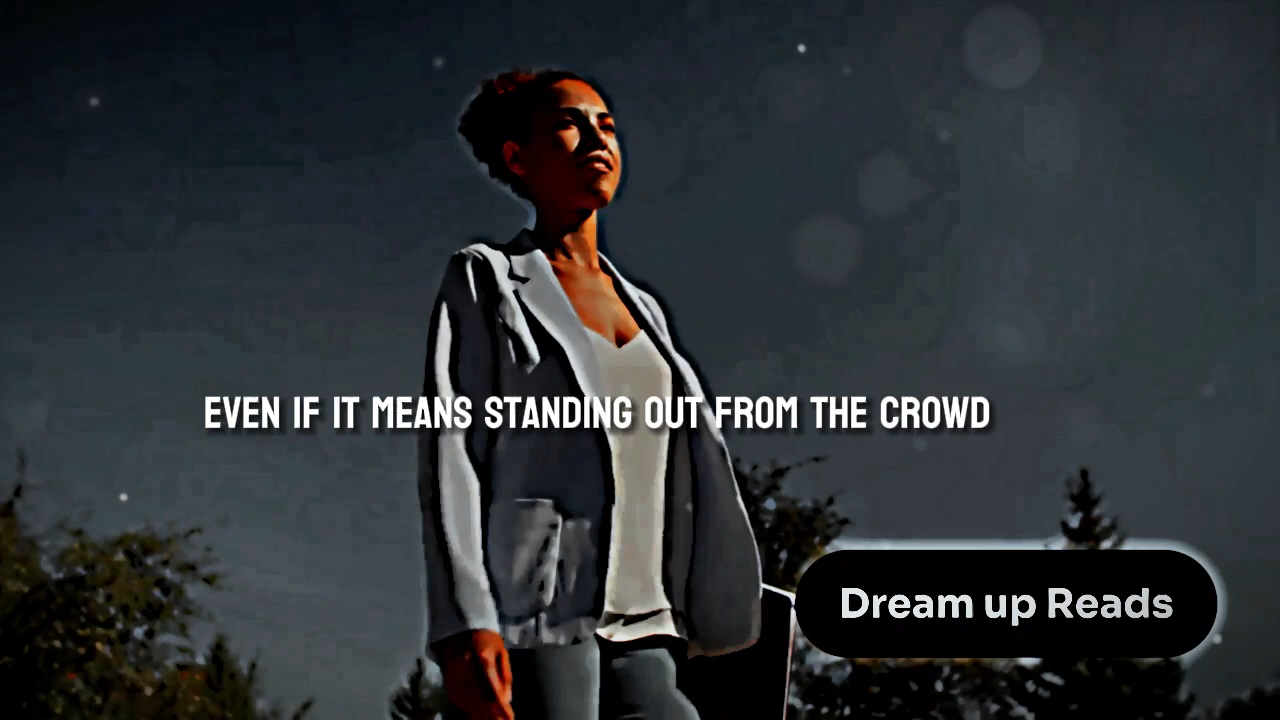 EVEN IF IT MEANS STANDING OUT FROM THE CROWD
Dream up Reads